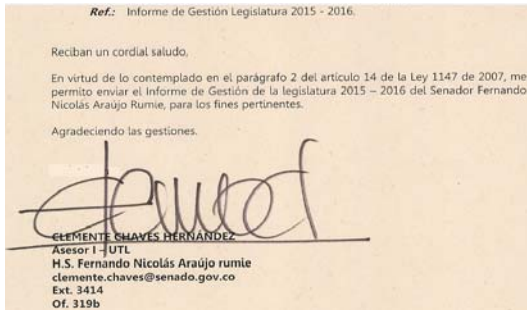 Ref.: Informe de Gestión Legislatura 2015 - 2016.
Reciban un cordial saludo,
En virtud de lo contemplado en el parágrafo 2 del artículo 14 de la Ley 1147 de 2007, me
permito enviar el Informe de Gestión de la legislatura 2015 – 2016 del Senador Fernando
Nicolás Araújo Rumie, para los fines pertinentes.
Agradeciendo las gestiones.
CLEMENTE CHAVES HERNÁNDEZ
Asesor I – UTL
H.S. Fernando Nicolás Araújo rumie
clemente.chaves@senado.gov.co
Ext. 3414
Of. 319b